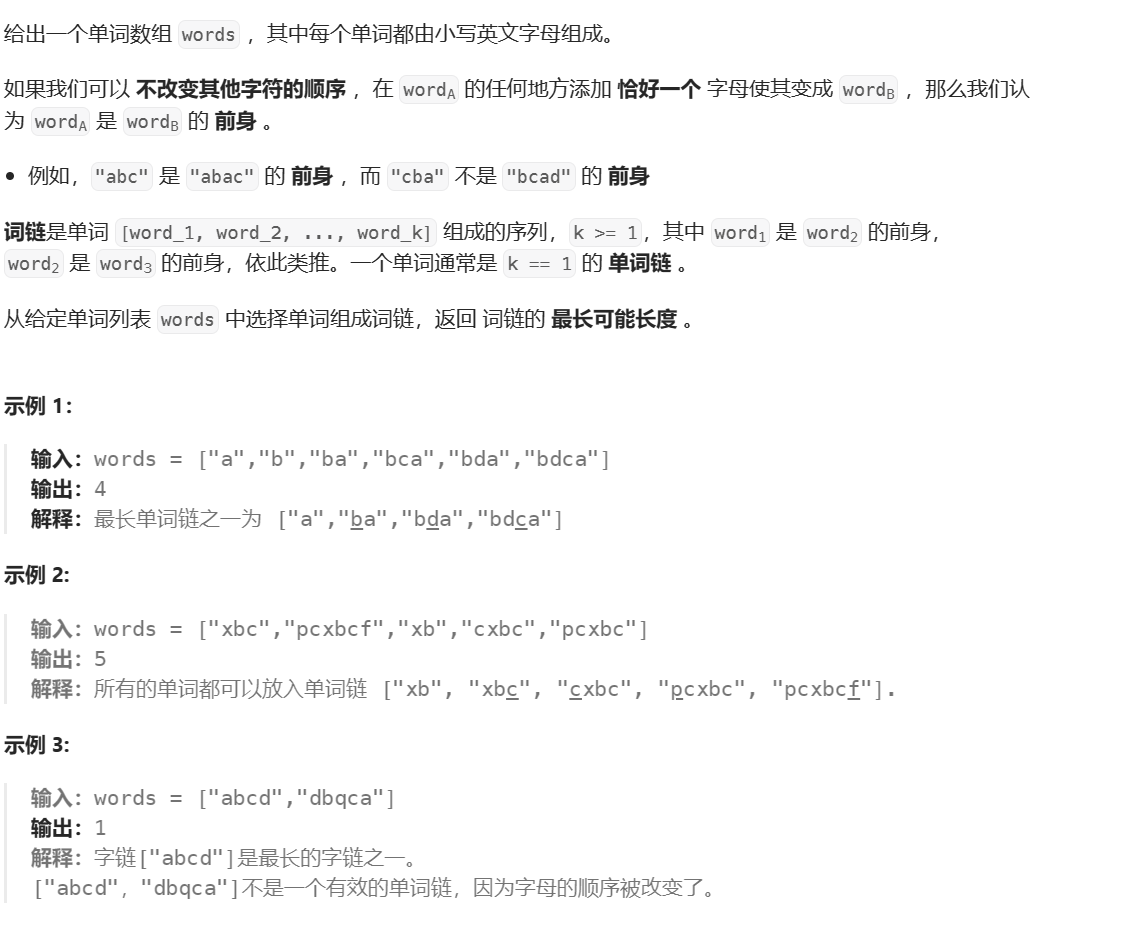 给出一个单词数组 words ，其中每个单词都由小写英文字母组成。
如果我们可以 不改变其他字符的顺序 ，在 wordA 的任何地方添加 恰好一个 字母使其变成 wordB ，那么我们认
为 wordA 是 wordB 的 前身 。
• 例如，"abc" 是 "abac" 的 前身 ，而 "cba" 不是 "bcad" 的 前身
词链是单词 [word_1, word_2, ..., word_k] 组成的序列，k >= 1，其中 word1 是 word2 的前身，
word2 是 word3 的前身，依此类推。一个单词通常是 k == 1 的 单词链 。
从给定单词列表 words 中选择单词组成词链，返回 词链的 最长可能长度 。
示例 1：
输入：words = ["a","b","ba","bca","bda","bdca"]
输出：4
解释：最长单词链之一为 ["a","ba","bda","bdca"]
示例 2:
输入：words = ["xbc","pcxbcf","xb","cxbc","pcxbc"]
输出：5
解释：所有的单词都可以放入单词链 ["xb", "xbc", "cxbc", "pcxbc", "pcxbcf"].
示例 3:
输入：words = ["abcd","dbqca"]
输出：1
解释：字链["abcd"]是最长的字链之一。
["abcd"，"dbqca"]不是一个有效的单词链，因为字母的顺序被改变了。